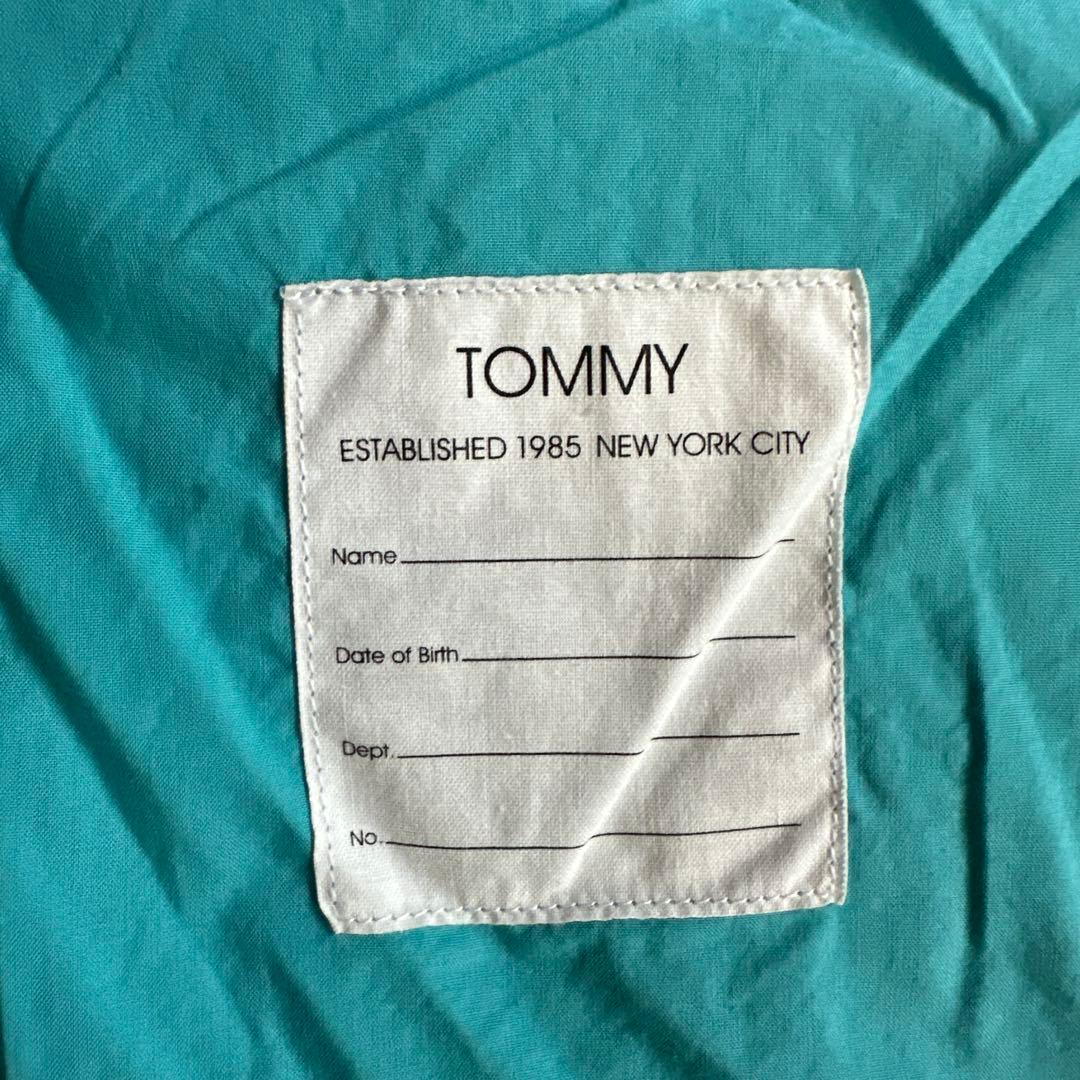 TOMMY
ESTABLISHED 1985 NEW YORK CITY
Name
Date of Birth
Dept.
No.